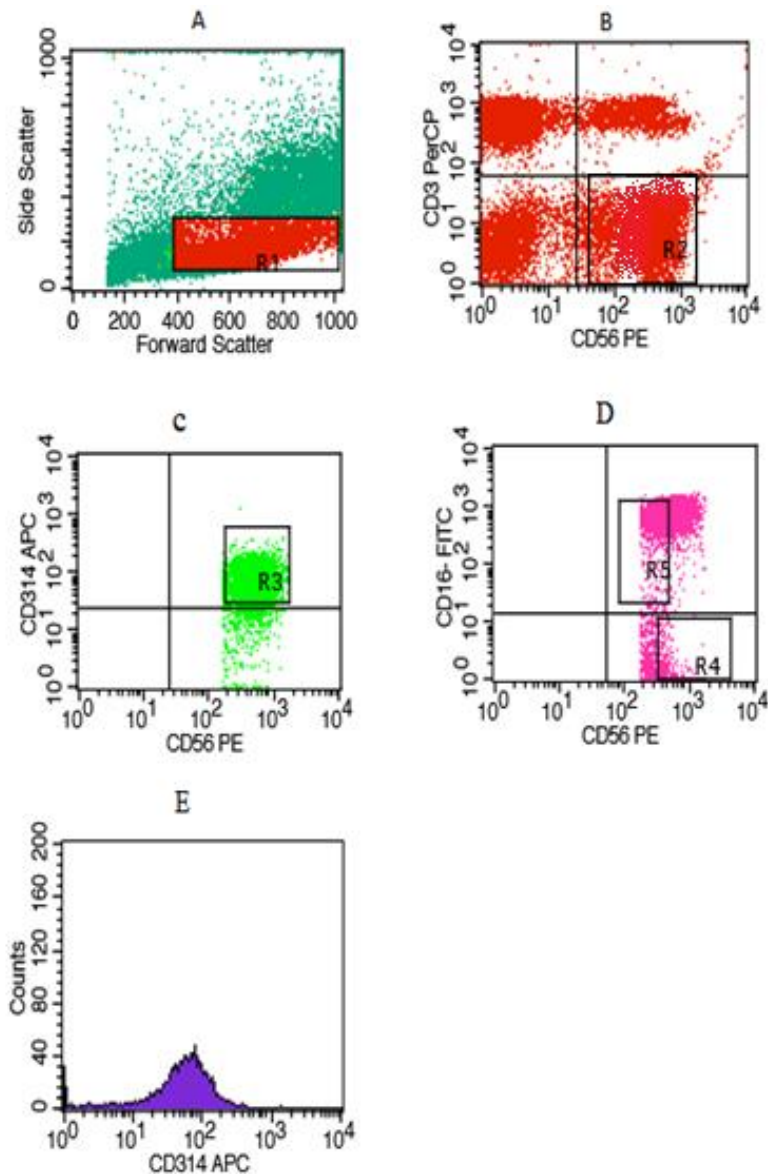 A
1000
Side Scatter
0
R1
0 200 400 600 800 1000
Forward Scatter
B
10^4
10^3
10^2
10^1
10^0
CD3 PerCP
R2
10^0 10^1 10^2 10^3 10^4
CD56 PE
C
10^4
10^3
10^2
10^1
10^0
CD314 APC
R3
10^0 10^1 10^2 10^3 10^4
CD56 PE
D
10^4
10^3
10^2
10^1
10^0
CD16- FITC
R5
R4
10^0 10^1 10^2 10^3 10^4
CD56 PE
E
200
160
120
80
40
0
Counts
10^0 10^1 10^2 10^3 10^4
CD314 APC